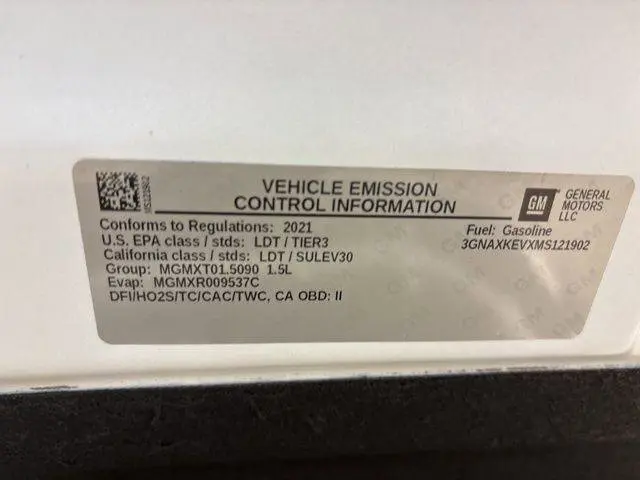 VEHICLE EMISSION
CONTROL INFORMATION
GM
GENERAL
MOTORS
LLC
MS121902
Conforms to Regulations: 2021
Fuel: Gasoline
U.S. EPA class / stds: LDT / TIER3
3GNAXKEVXMS121902
California class / stds: LDT / SULEV30
Group: MGMXT01.5090 1.5L
Evap: MGMXR009537C
DFI/HO2S/TC/CAC/TWC, CA OBD: II